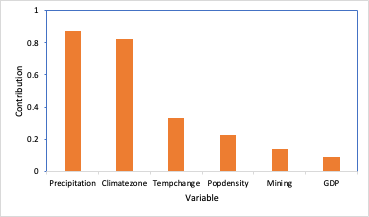 1
0.8
0.6
0.4
0.2
0
Contribution
Precipitation Climatezone Tempchange Popdensity Mining GDP
Variable